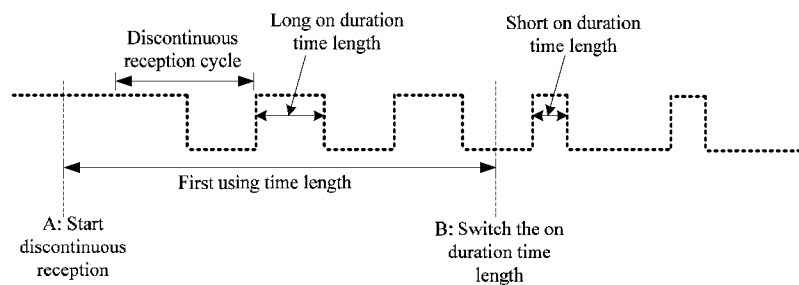 Discontinuous
reception cycle
Long on duration
time length
Short on duration
time length
First using time length
A: Start
discontinuous
reception
B: Switch the on
duration time
length